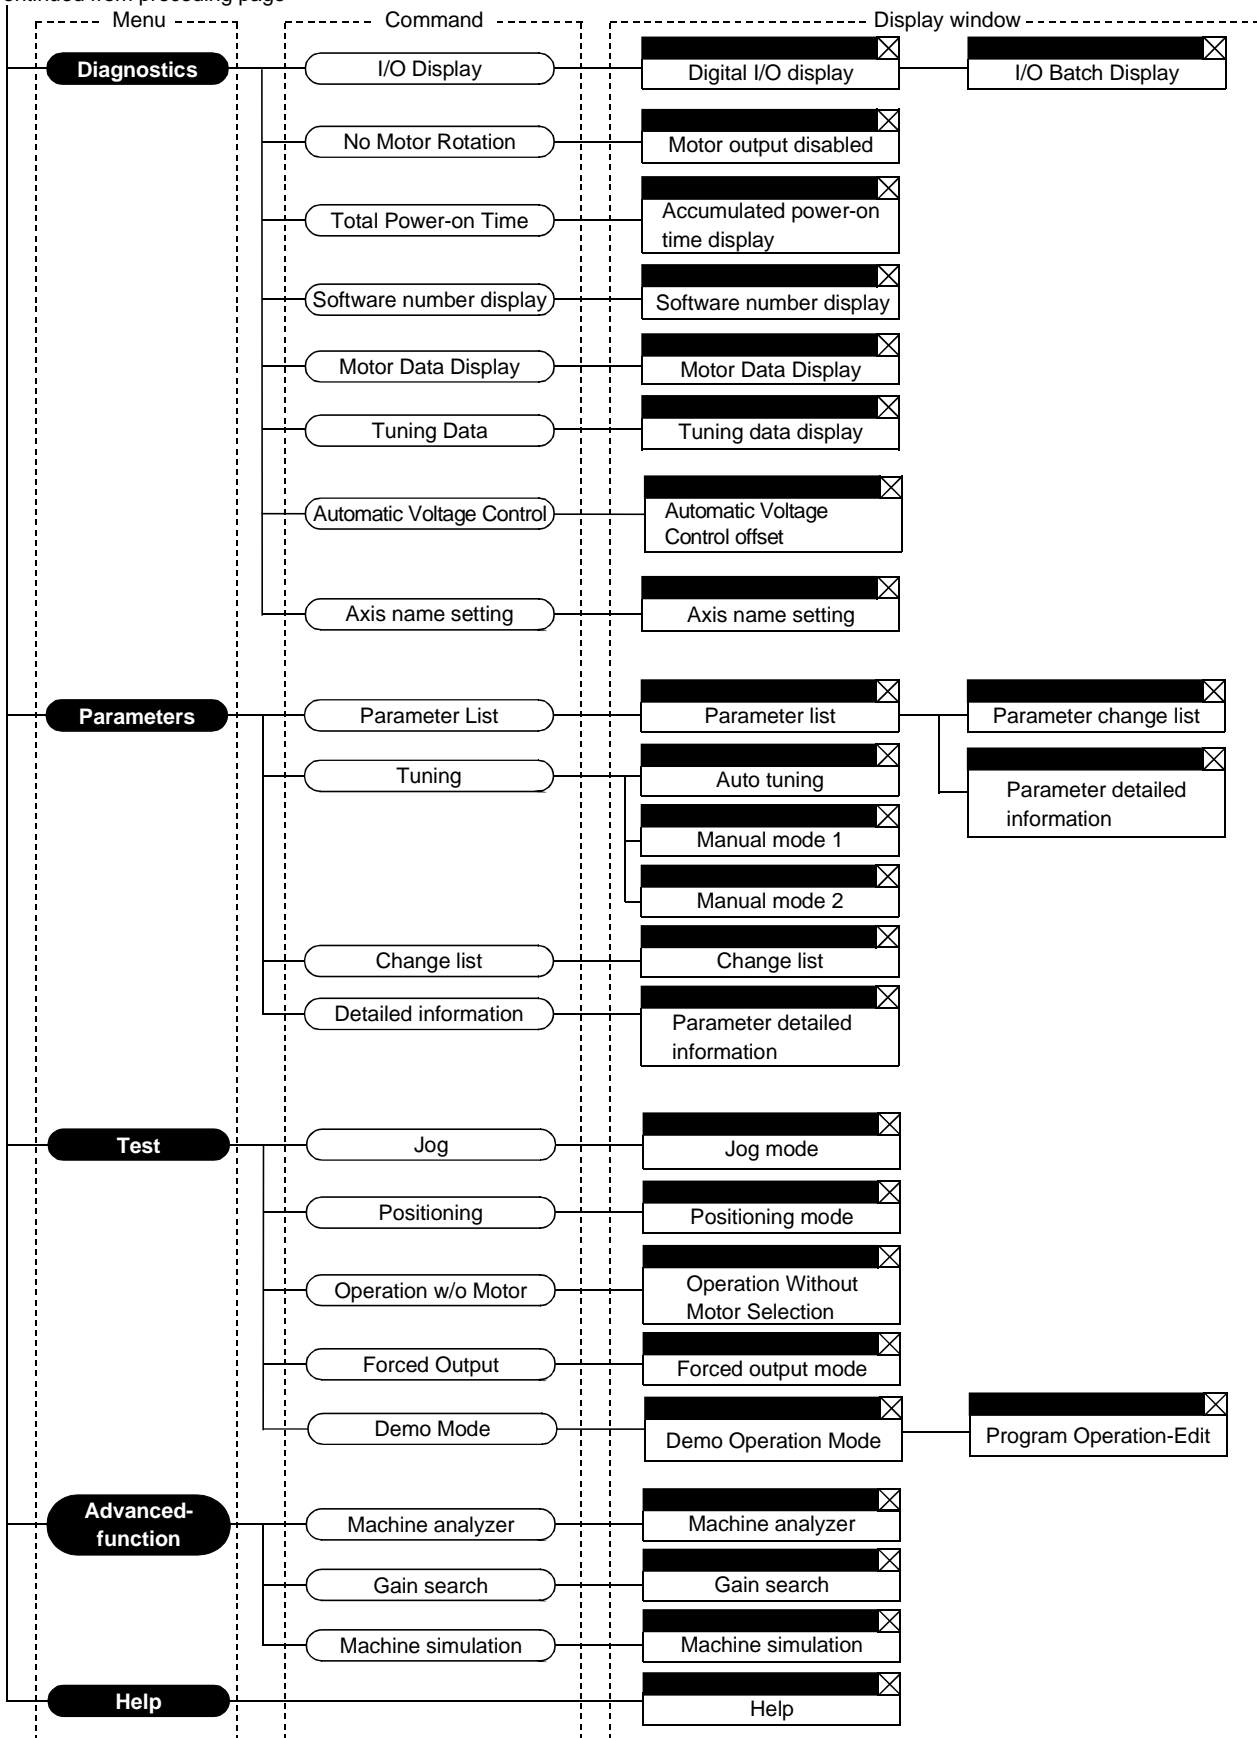 ontinued from preceding page
Menu
Command
Display window
Diagnostics
I/O Display
Digital I/O display
I/O Batch Display
No Motor Rotation
Motor output disabled
Total Power-on Time
Accumulated power-on
time display
Software number display
Software number display
Motor Data Display
Motor Data Display
Tuning Data
Tuning data display
Automatic Voltage Control
Automatic Voltage
Control offset
Axis name setting
Axis name setting
Parameters
Parameter List
Parameter list
Parameter change list
Parameter detailed
information
Tuning
Auto tuning
Manual mode 1
Manual mode 2
Change list
Change list
Detailed information
Parameter detailed
information
Test
Jog
Jog mode
Positioning
Positioning mode
Operation w/o Motor
Operation Without
Motor Selection
Forced Output
Forced output mode
Demo Mode
Demo Operation Mode
Program Operation-Edit
Advanced-
function
Machine analyzer
Machine analyzer
Gain search
Gain search
Machine simulation
Machine simulation
Help
Help